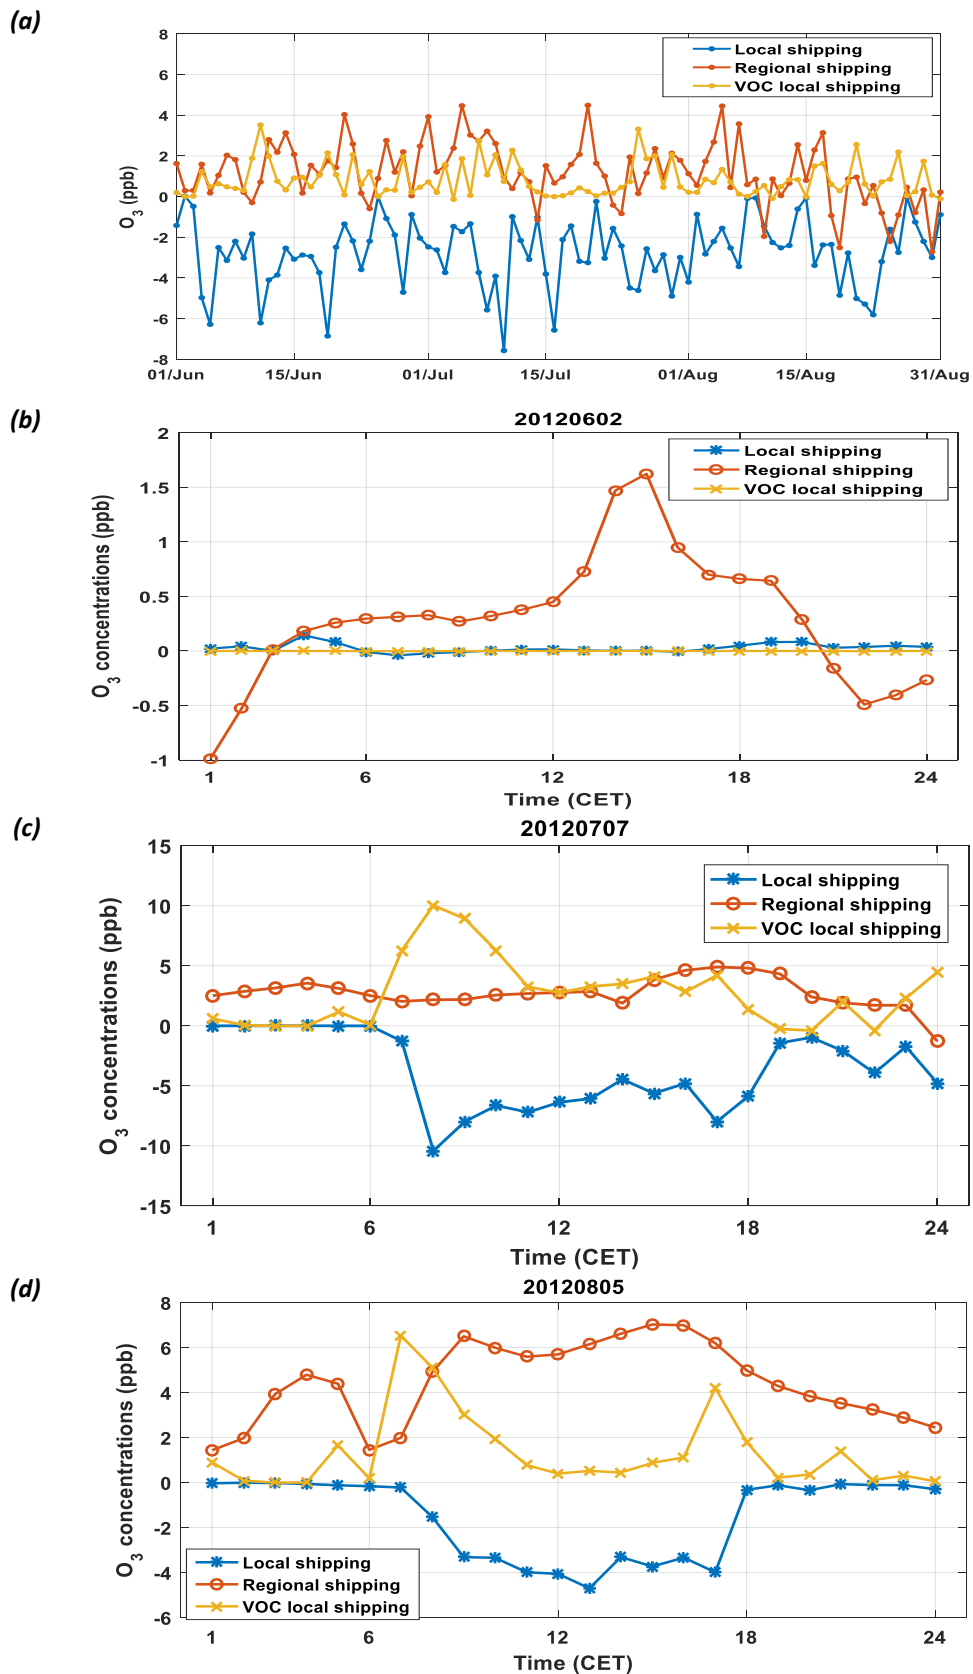 (a)
8
6
4
2
0
-2
-4
-6
-8
O3 (ppb)
Local shipping
Regional shipping
VOC local shipping
01/Jun 15/Jun 01/Jul 15/Jul 01/Aug 15/Aug 31/Aug
(b)
20120602
2
1.5
1
0.5
0
-0.5
-1
O3 concentrations (ppb)
Local shipping
Regional shipping
VOC local shipping
1 6 12 18 24
Time (CET)
(c)
20120707
15
10
5
0
-5
-10
-15
O3 concentrations (ppb)
Local shipping
Regional shipping
VOC local shipping
1 6 12 18 24
Time (CET)
(d)
20120805
8
6
4
2
0
-2
-4
-6
O3 concentrations (ppb)
Local shipping
Regional shipping
VOC local shipping
1 6 12 18 24
Time (CET)